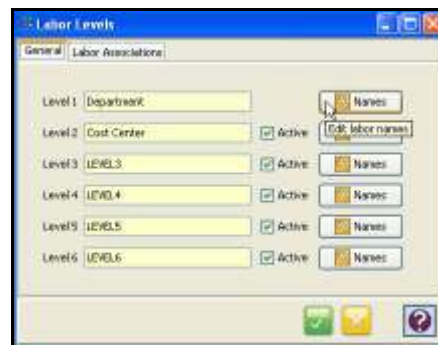 Labor Levels
General Labor Associations
Level 1 Department Names
Edit labor names
Level 2 Cost Center Active
Level 3 LEVEL3 Active Names
Level 4 LEVEL4 Active Names
Level 5 LEVEL5 Active Names
Level 6 LEVEL6 Active Names